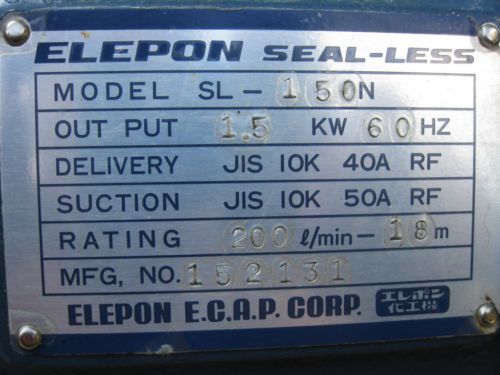 ELEPON SEAL-LESS
MODEL SL-150N
OUT PUT 1.5 KW 60 HZ
DELIVERY JIS 10K 40A RF
SUCTION JIS 10K 50A RF
RATING 200 ℓ/min-18 m
MFG, NO. 152131
ELEPON E.C.A.P. CORP. エレポン化工機